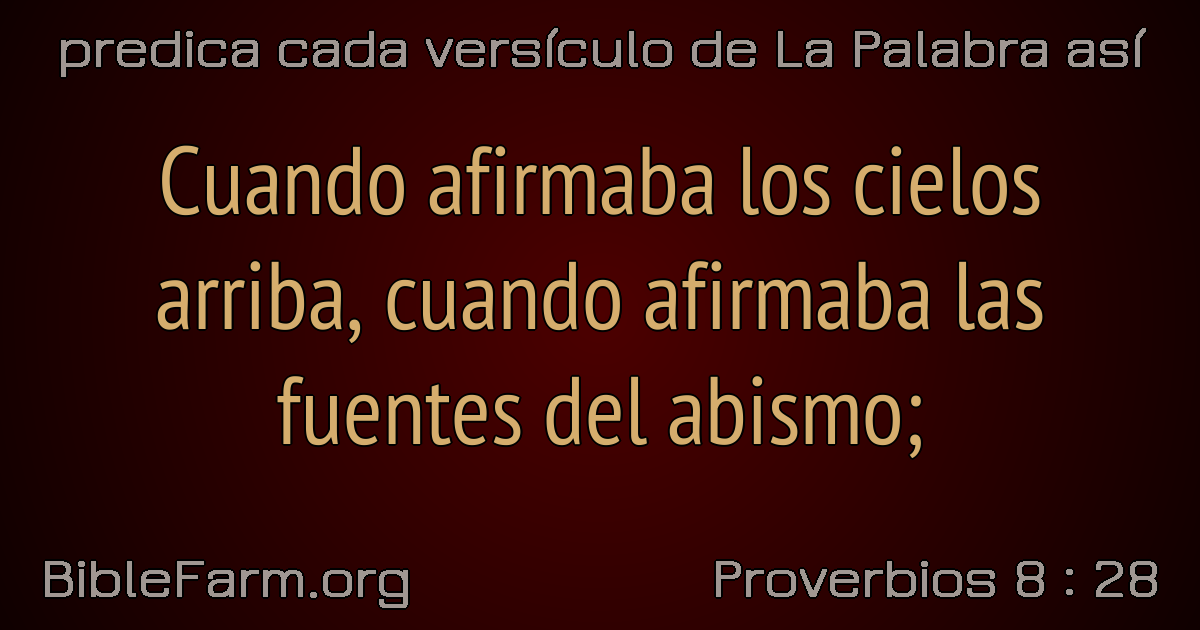 predica cada versículo de La Palabra así
Cuando afirmaba los cielos
arriba, cuando afirmaba las
fuentes del abismo;
BibleFarm.org
Proverbios 8 : 28